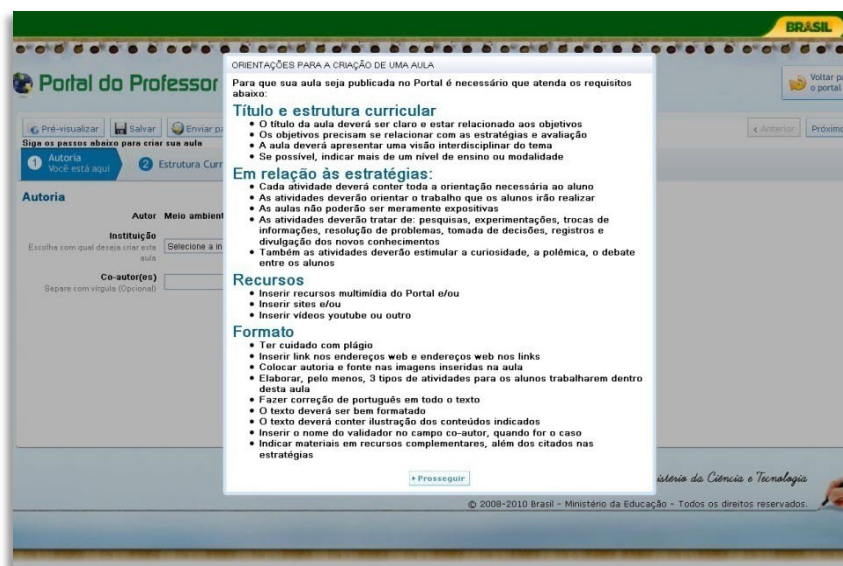 BRASIL
Portal do Professor
Voltar pa
o portal
Pré-visualizar
Salvar
Enviar pa
< Anterior
Próximo
Siga os passos abaixo para criar sua aula
1 Autoria
Você está aqui
2 Estrutura Curr
Autoria
Autor Meio ambient
Instituição
Escolha com qual deseja criar esta
aula
Selecione a in
Co-autor(es)
Separe com vírgula (Opcional)
ORIENTAÇÕES PARA A CRIAÇÃO DE UMA AULA
Para que sua aula seja publicada no Portal é necessário que atenda os requisitos
abaixo:
Título e estrutura curricular
• O título da aula deverá ser claro e estar relacionado aos objetivos
• Os objetivos precisam se relacionar com as estratégias e avaliação
• A aula deverá apresentar uma visão interdisciplinar do tema
• Se possível, indicar mais de um nível de ensino ou modalidade
Em relação às estratégias:
• Cada atividade deverá conter toda a orientação necessária ao aluno
• As atividades deverão orientar o trabalho que os alunos irão realizar
• As aulas não poderão ser meramente expositivas
• As atividades deverão tratar de: pesquisas, experimentações, trocas de
informações, resolução de problemas, tomada de decisões, registros e
divulgação dos novos conhecimentos
• Também as atividades deverão estimular a curiosidade, a polêmica, o debate
entre os alunos
Recursos
• Inserir recursos multimídia do Portal e/ou
• Inserir sites e/ou
• Inserir vídeos youtube ou outro
Formato
• Ter cuidado com plágio
• Inserir link nos endereços web e endereços web nos links
• Colocar autoria e fonte nas imagens inseridas na aula
• Elaborar, pelo menos, 3 tipos de atividades para os alunos trabalharem dentro
desta aula
• Fazer correção de português em todo o texto
• O texto deverá ser bem formatado
• O texto deverá conter ilustração dos conteúdos indicados
• Inserir o nome do validador no campo co-autor, quando for o caso
• Indicar materiais em recursos complementares, além dos citados nas
estratégias
Prosseguir
istério da Ciência e Tecnologia
© 2008-2010 Brasil - Ministério da Educação - Todos os direitos reservados.